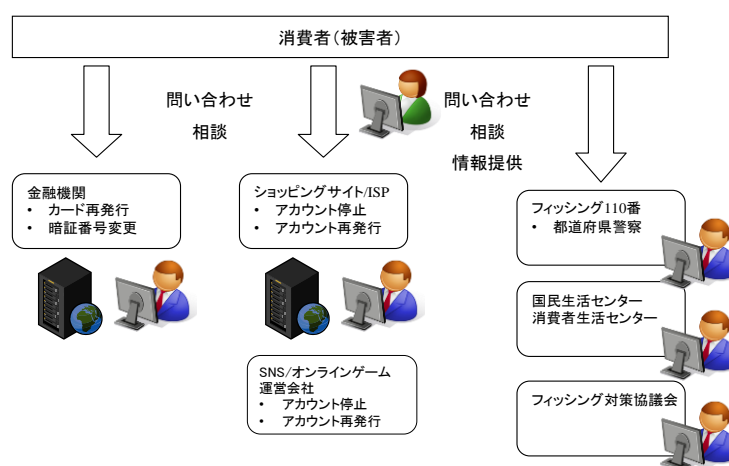 消費者(被害者)
問い合わせ
相談
問い合わせ
相談
情報提供
金融機関
• カード再発行
• 暗証番号変更
ショッピングサイト/ISP
• アカウント停止
• アカウント再発行
SNS/オンラインゲーム
運営会社
• アカウント停止
• アカウント再発行
フィッシング110番
• 都道府県警察
国民生活センター
消費者生活センター
フィッシング対策協議会